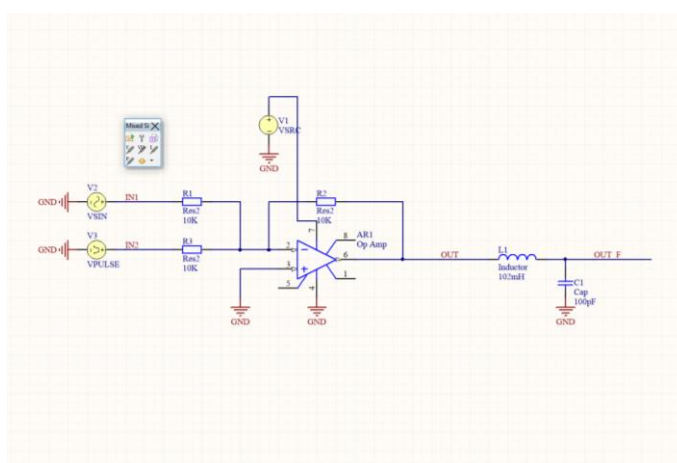 Mixed Si
V1
VSRC
GND
V2
IN1
R1
R2
GND
VSIN
Res2
10K
Res2
10K
V3
IN2
R3
7
AR1
Op Amp
8
GND
VPULSE
Res2
10K
2
3
6
1
5
4
OUT
L1
Inductor
102mH
OUT_F
C1
Cap
100pF
GND
GND
GND